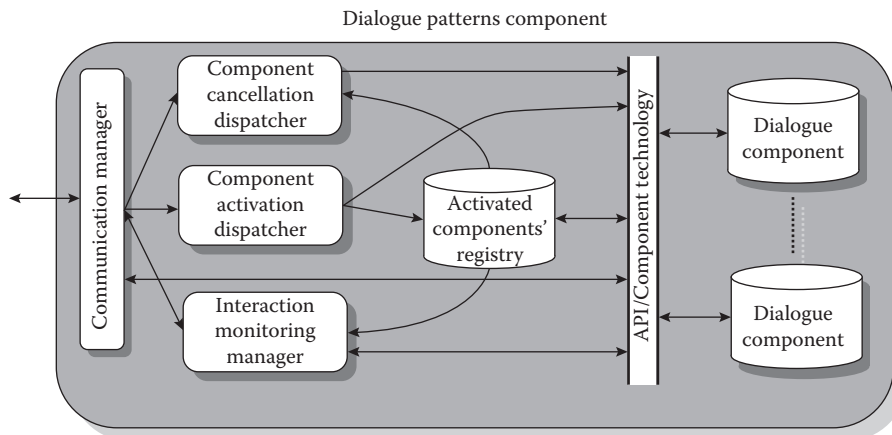 Dialogue patterns component
Communication manager
Component
cancellation
dispatcher
Component
activation
dispatcher
Interaction
monitoring
manager
Activated
components'
registry
API/Component technology
Dialogue
component
Dialogue
component